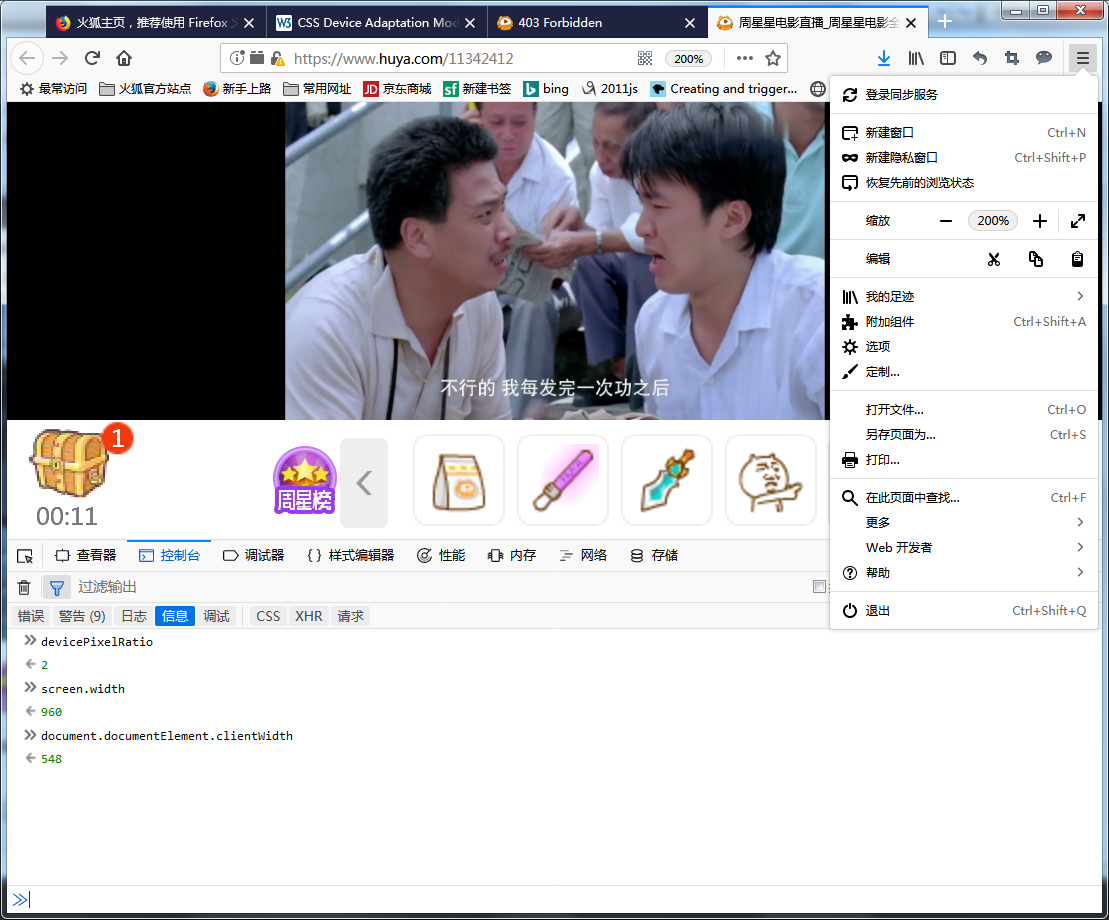 火狐主页，推荐使用 Firefox
CSS Device Adaptation Mod
403 Forbidden
周星星电影直播_周星星电影全
https://www.huya.com/11342412
200%
最常访问
火狐官方站点
新手上路
常用网址
JD 京东商城
sf 新建书签
bing
2011js
Creating and trigger...
登录同步服务
新建窗口 Ctrl+N
新建隐私窗口 Ctrl+Shift+P
恢复先前的浏览状态
缩放 200%
编辑
我的足迹
附加组件 Ctrl+Shift+A
选项
定制...
打开文件... Ctrl+O
另存页面为... Ctrl+S
打印...
在此页面中查找... Ctrl+F
更多
Web 开发者
帮助
退出 Ctrl+Shift+Q
不行的 我每发完一次功之后
1
00:11
周星榜
查看器
控制台
调试器
样式编辑器
性能
内存
网络
存储
过滤输出
错误
警告 (9)
日志
信息
调试
CSS
XHR
请求
devicePixelRatio
2
screen.width
960
document.documentElement.clientWidth
548